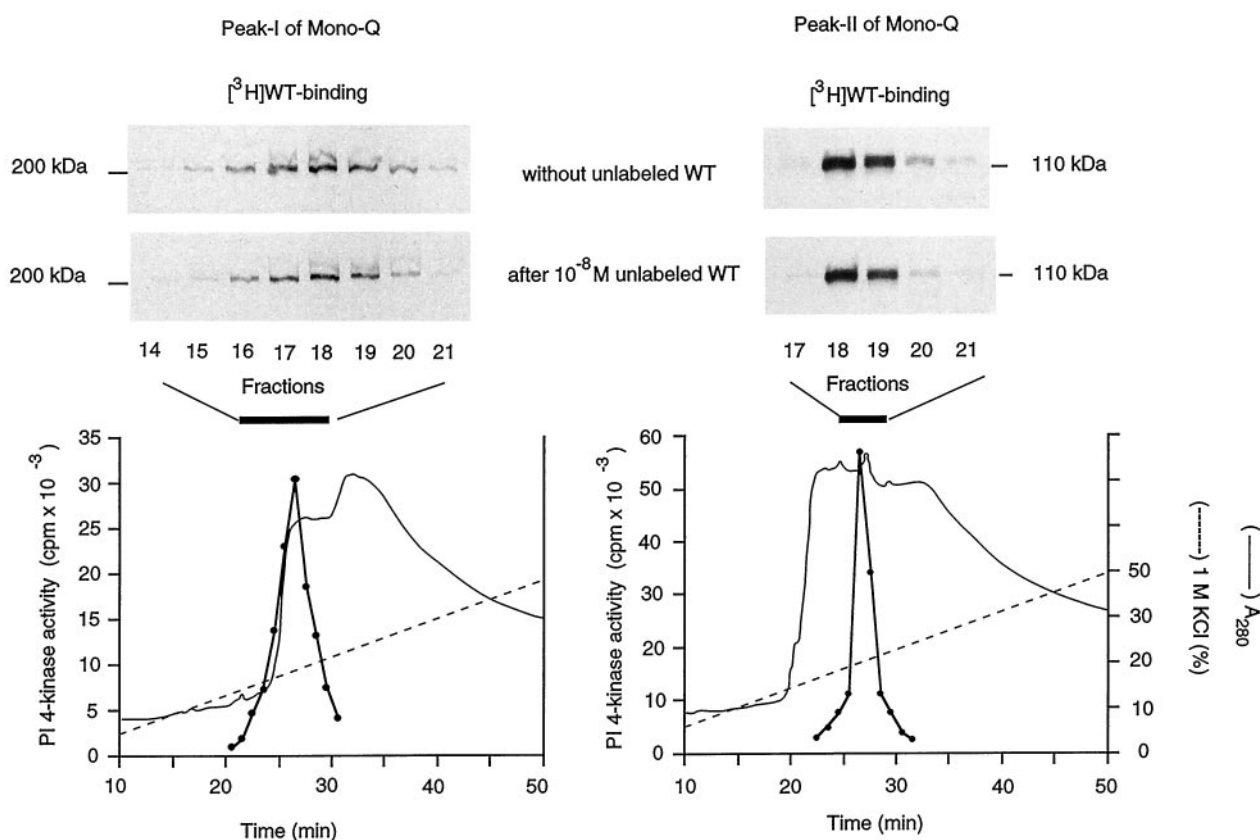 Peak-I of Mono-Q
[³H]WT-binding
200 kDa
200 kDa
14 15 16 17 18 19 20 21
Fractions
without unlabeled WT
after 10⁻⁸M unlabeled WT
Peak-II of Mono-Q
[³H]WT-binding
110 kDa
110 kDa
17 18 19 20 21
Fractions
PI 4-kinase activity (cpm x 10⁻³)
35
30
25
20
15
10
5
0
10 20 30 40 50
Time (min)
PI 4-kinase activity (cpm x 10⁻³)
60
50
40
30
20
10
0
10 20 30 40 50
Time (min)
50
30
20
10
0
(------) 1 M KCl (%)
(———) A₂₈₀